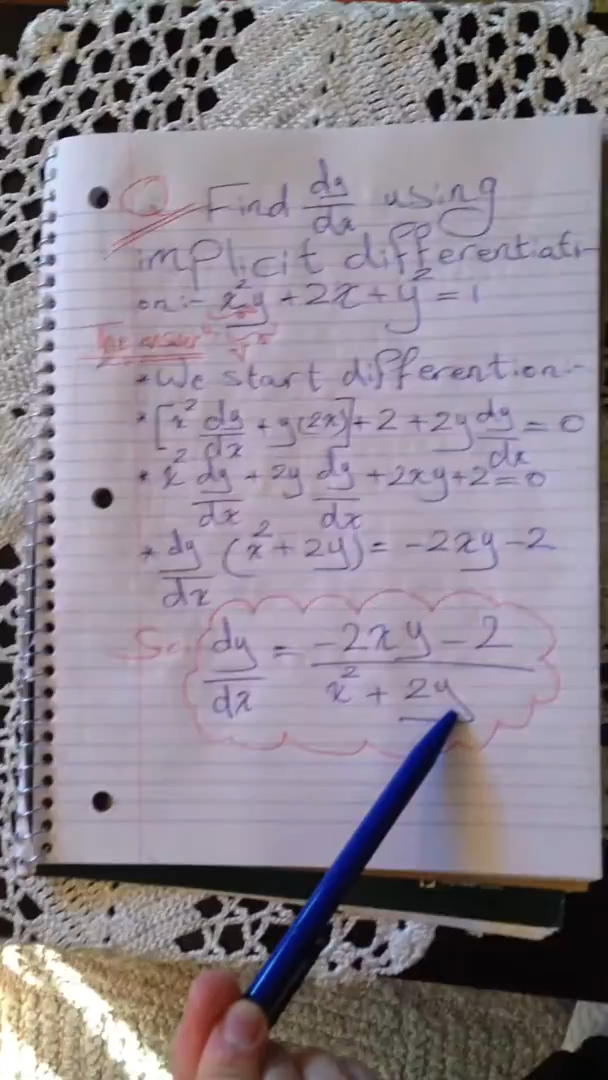 Q Find dy/dx using
implicit differentiati-
on:- x²y + 2x + y² = 1
The answer
*We start differention:-
*[x² dy/dx + y(2x)] + 2 + 2y dy/dx = 0
* x² dy/dx + 2y dy/dx + 2xy + 2 = 0
* dy/dx (x² + 2y) = -2xy - 2
So dy/dx = (-2xy - 2)/(x² + 2y)